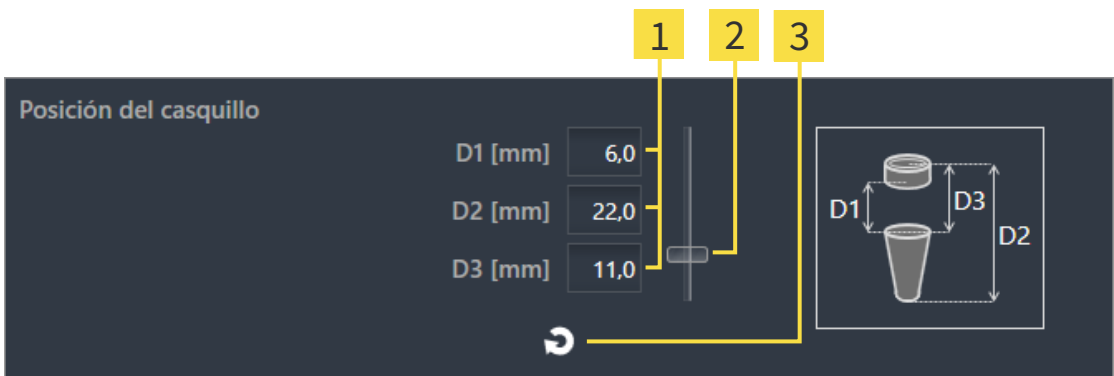 1 2 3
Posición del casquillo
D1 [mm] 6,0
D2 [mm] 22,0
D3 [mm] 11,0
D1 D3
D2